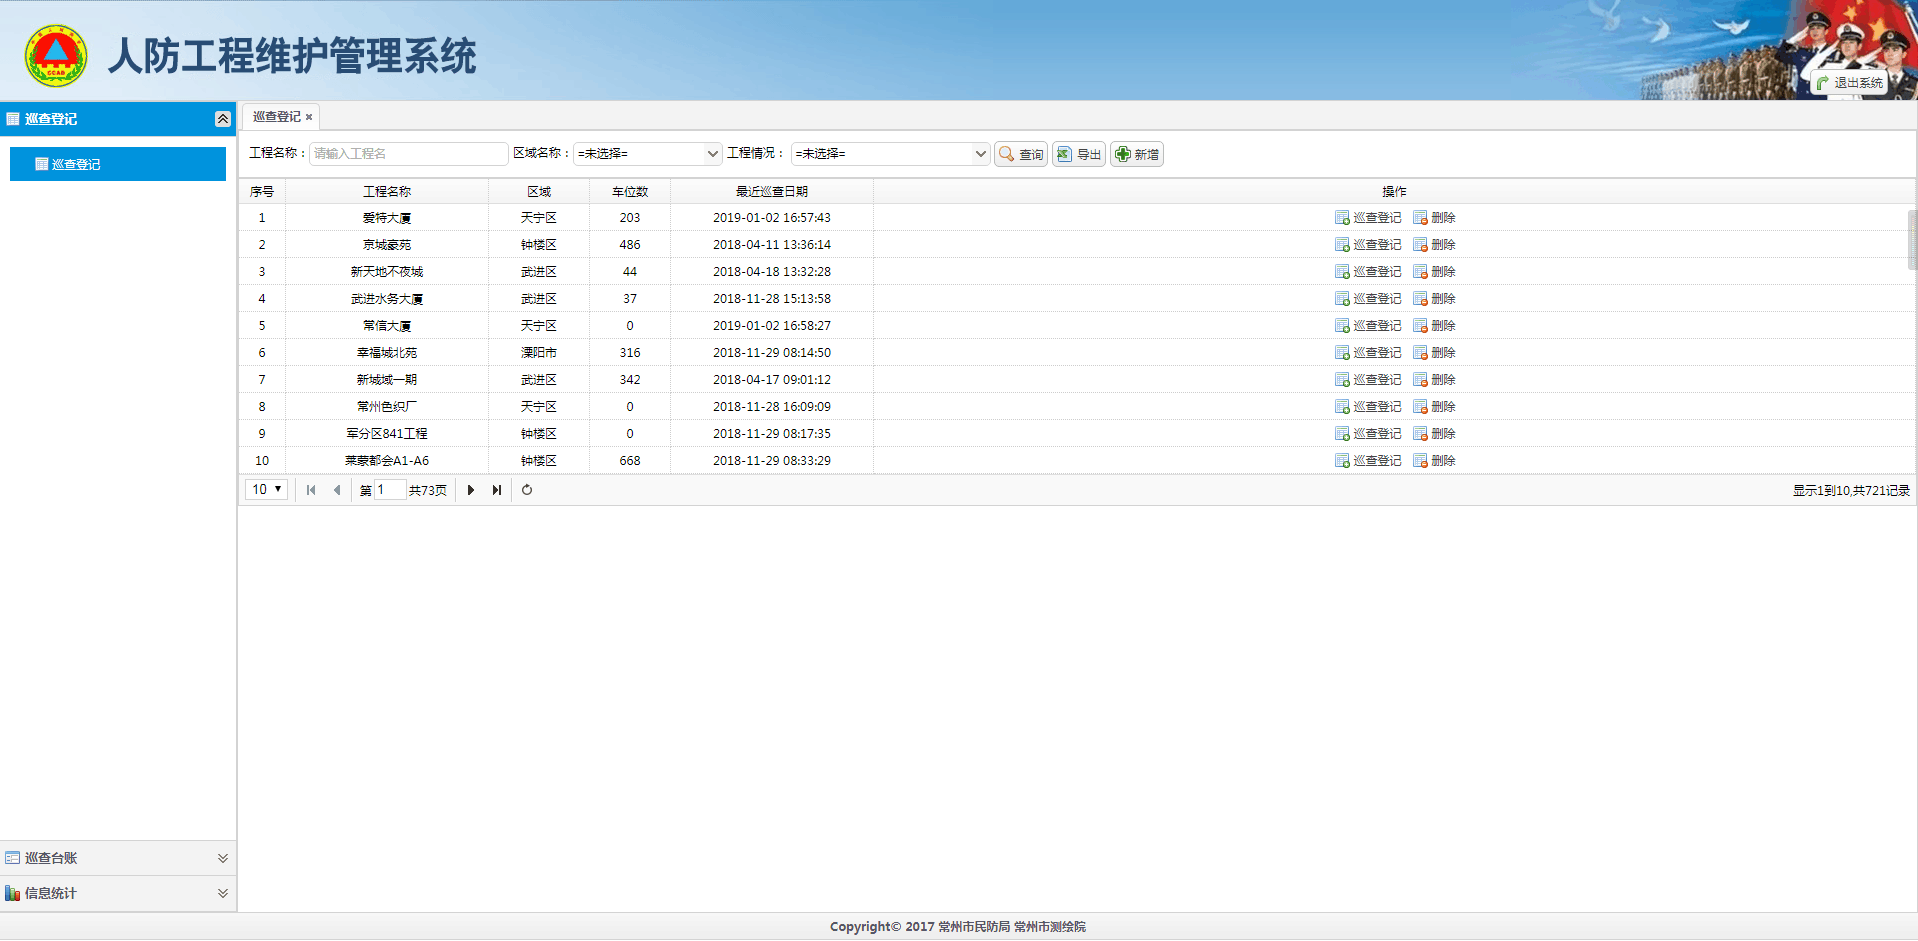 人防工程维护管理系统
退出系统
巡查登记
巡查登记 ×
巡查登记
工程名称： 请输入工程名 区域名称： =未选择= 工程情况： =未选择= 查询 导出 新增
序号 工程名称 区域 车位数 最近巡查日期 操作
1 爱特大厦 天宁区 203 2019-01-02 16:57:43 巡查登记 删除
2 京城豪苑 钟楼区 486 2018-04-11 13:36:14 巡查登记 删除
3 新天地不夜城 武进区 44 2018-04-18 13:32:28 巡查登记 删除
4 武进水务大厦 武进区 37 2018-11-28 15:13:58 巡查登记 删除
5 常信大厦 天宁区 0 2019-01-02 16:58:27 巡查登记 删除
6 幸福城北苑 溧阳市 316 2018-11-29 08:14:50 巡查登记 删除
7 新城域一期 武进区 342 2018-04-17 09:01:12 巡查登记 删除
8 常州色织厂 天宁区 0 2018-11-28 16:09:09 巡查登记 删除
9 军分区841工程 钟楼区 0 2018-11-29 08:17:35 巡查登记 删除
10 莱蒙都会A1-A6 钟楼区 668 2018-11-29 08:33:29 巡查登记 删除
10 第 1 共73页 显示1到10,共721记录
巡查台账
信息统计
Copyright© 2017 常州市民防局 常州市测绘院